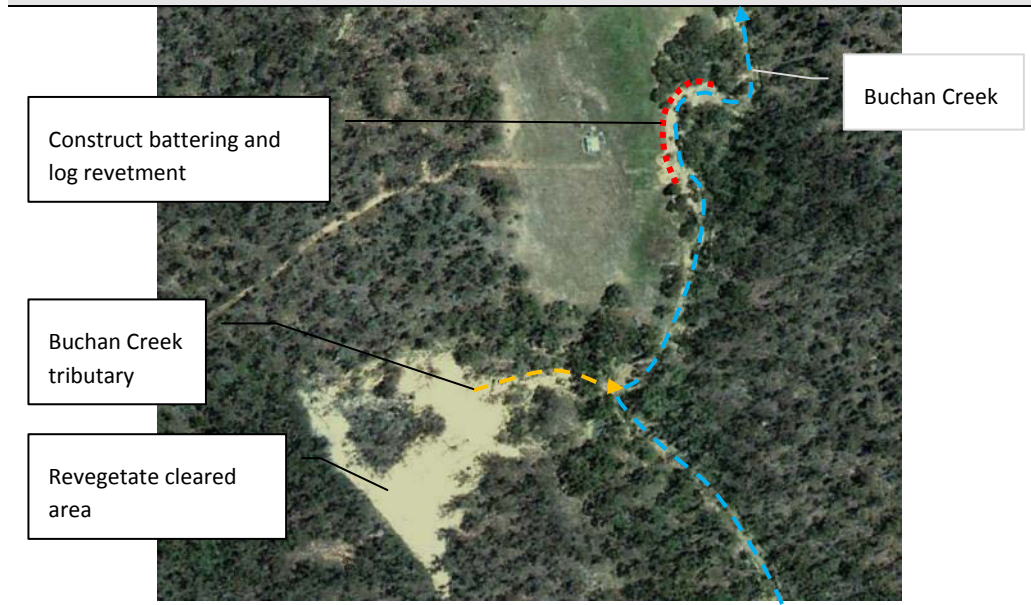 Buchan Creek
Construct battering and
log revetment
Buchan Creek
tributary
Revegetate cleared
area